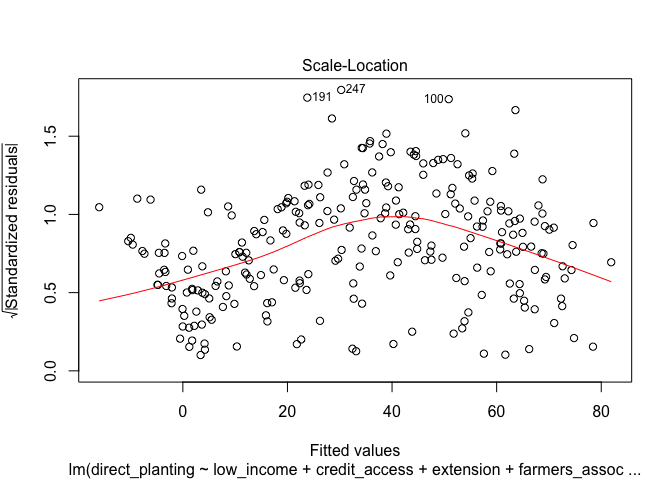 Scale-Location
√|Standardized residuals|
1.5
1.0
0.5
0.0
191
247
100
0 20 40 60 80
Fitted values
lm(direct_planting ~ low_income + credit_access + extension + farmers_assoc ...